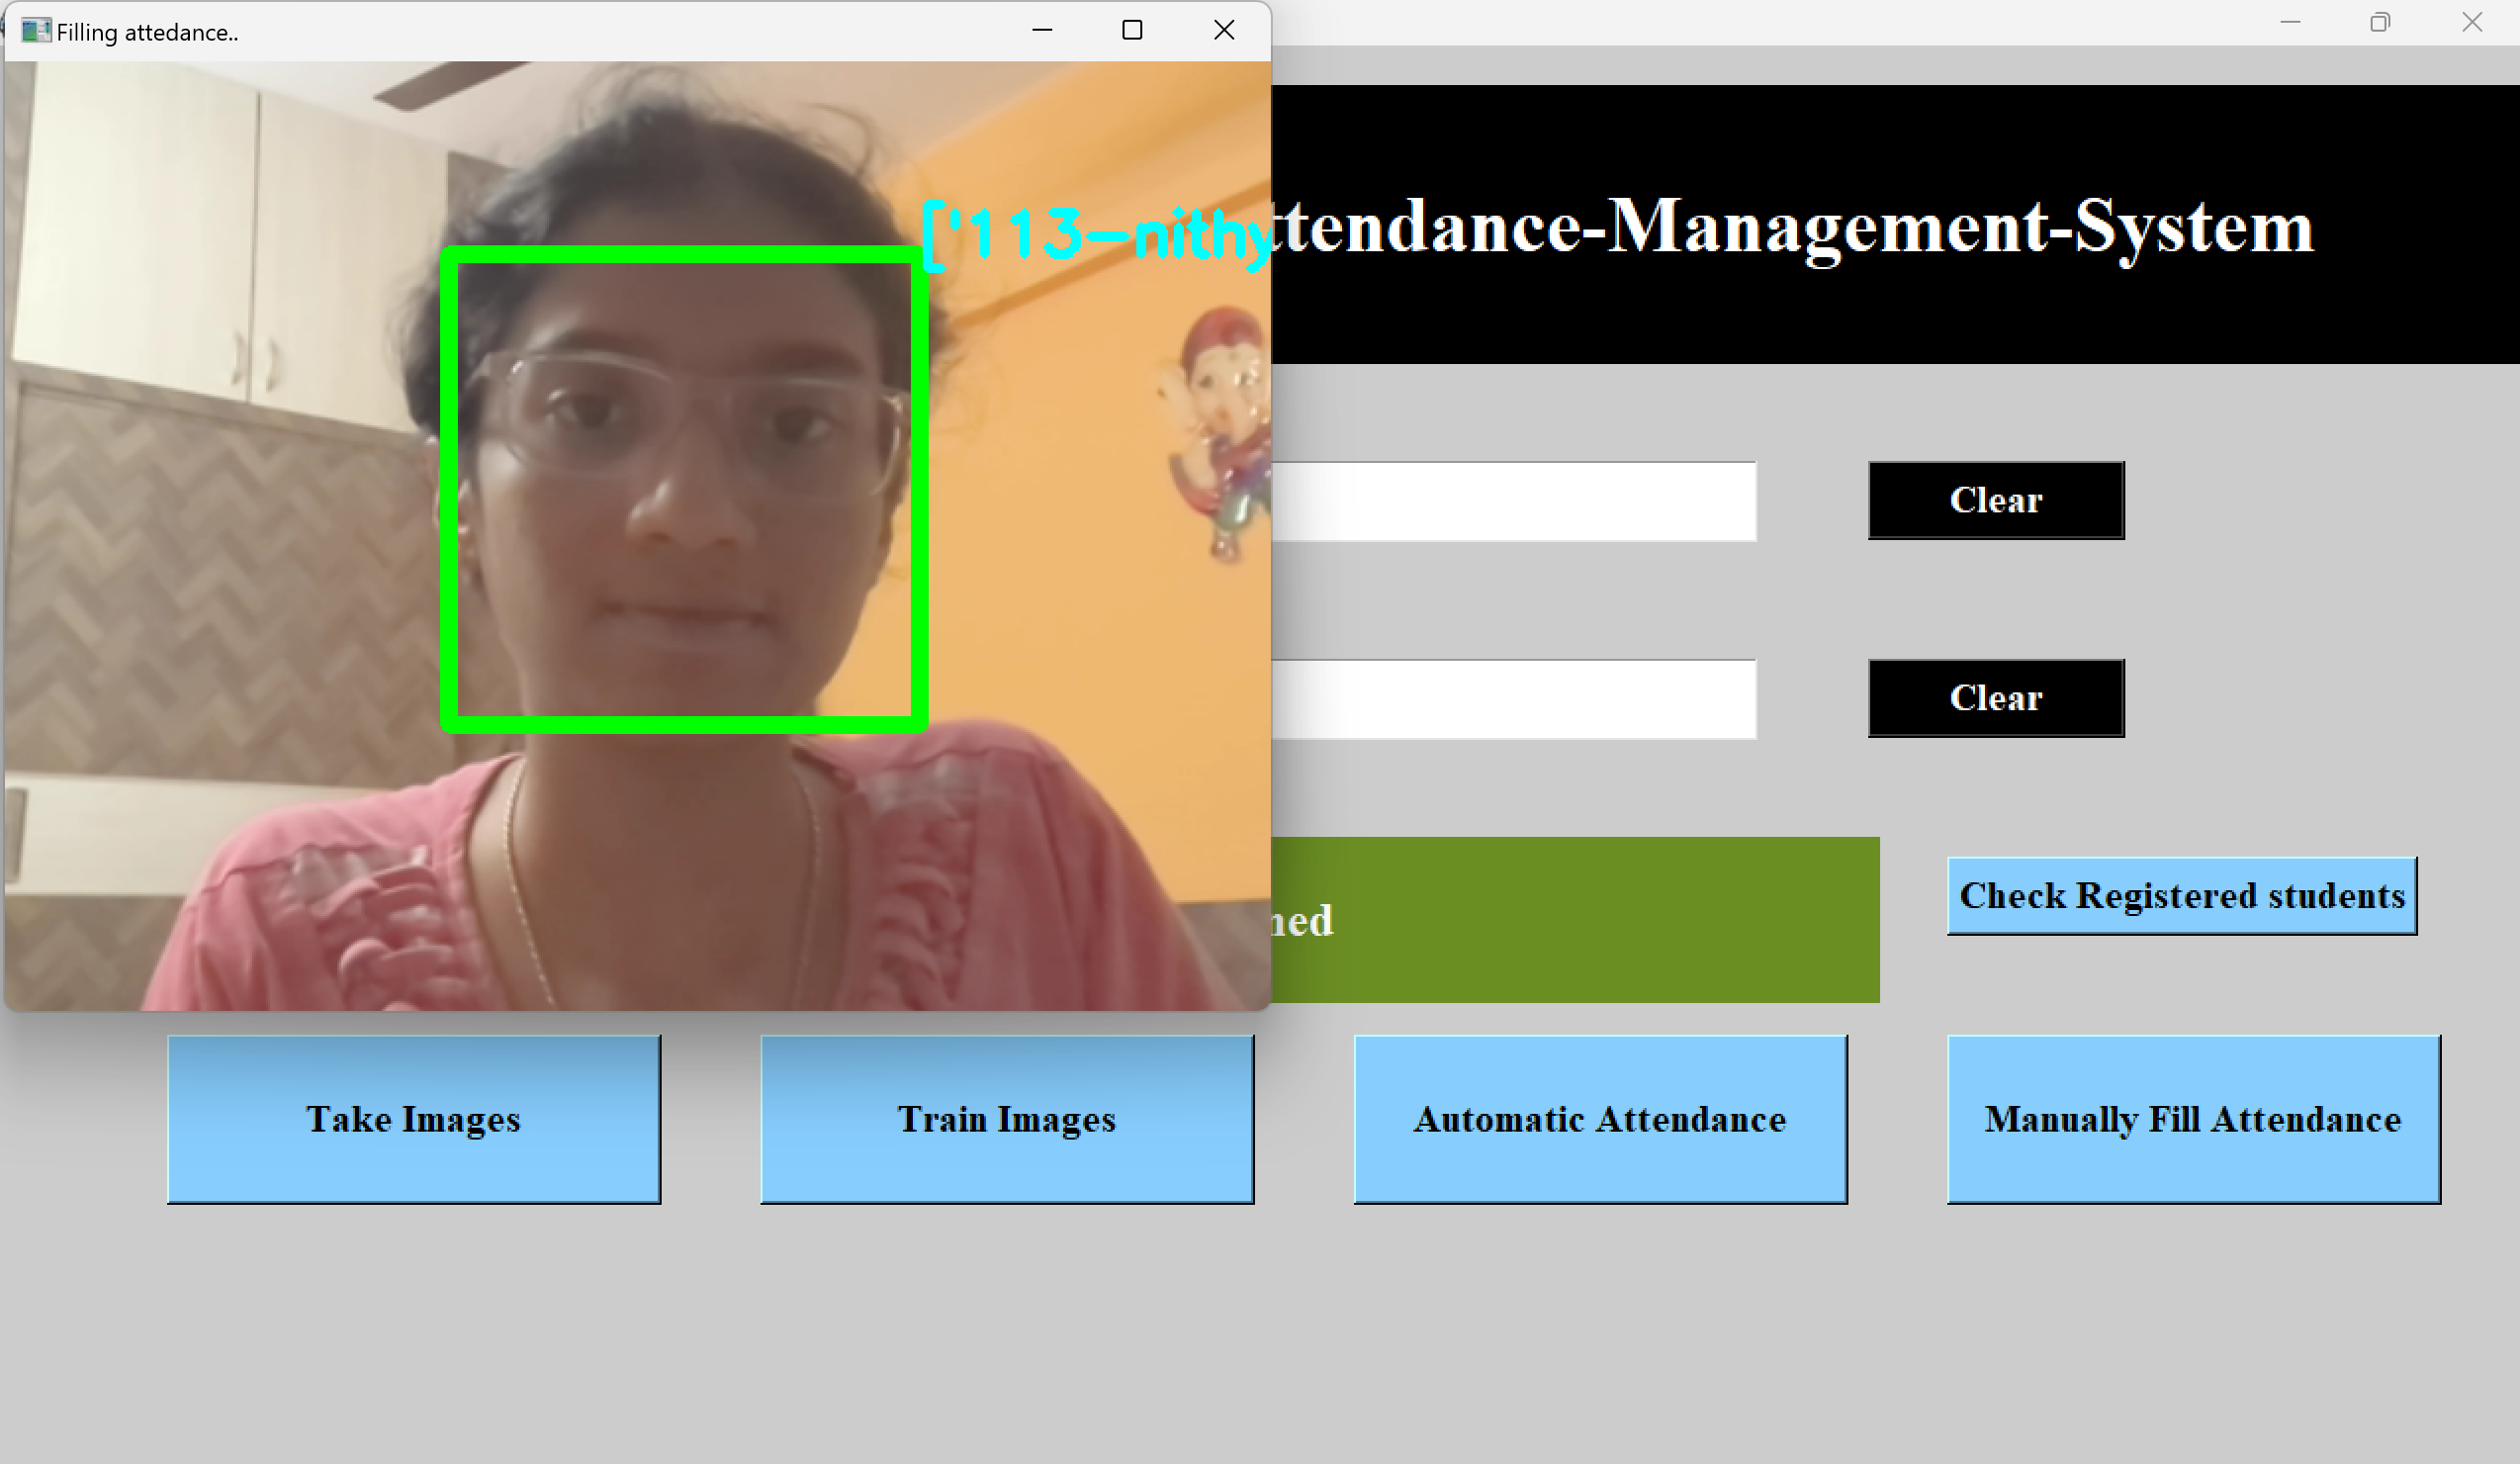 Filling attedance..
['113-nithy
ttendance-Management-System
Clear
Clear
Check Registered students
Take Images
Train Images
Automatic Attendance
Manually Fill Attendance